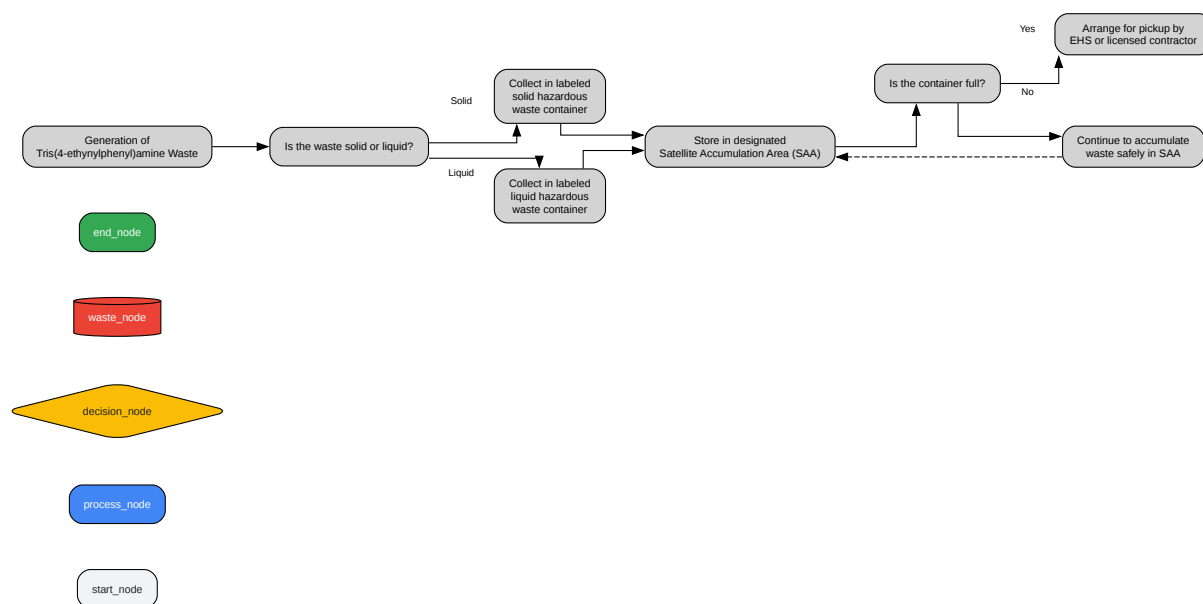 Generation of
Tris(4-ethynylphenyl)amine Waste
Is the waste solid or liquid?
Solid
Liquid
Collect in labeled
solid hazardous
waste container
Collect in labeled
liquid hazardous
waste container
Store in designated
Satellite Accumulation Area (SAA)
Is the container full?
Yes
No
Arrange for pickup by
EHS or licensed contractor
Continue to accumulate
waste safely in SAA
end_node
waste_node
decision_node
process_node
start_node